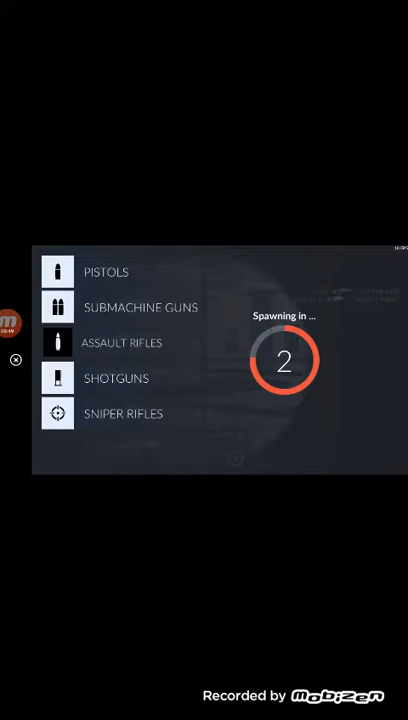 PISTOLS
SUBMACHINE GUNS
ASSAULT RIFLES
SHOTGUNS
SNIPER RIFLES
Spawning in ...
2
Recorded by mobizen